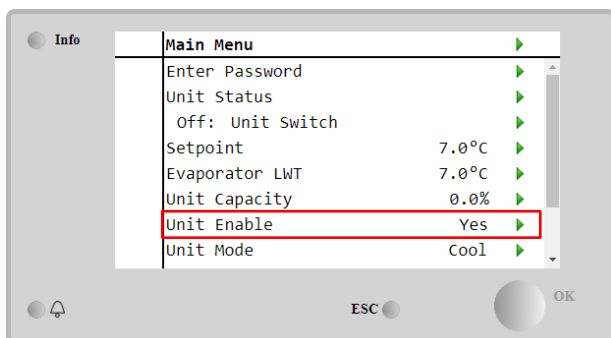 Info
Main Menu
Enter Password
Unit Status
Off: Unit Switch
Setpoint 7.0°C
Evaporator LWT 7.0°C
Unit Capacity 0.0%
Unit Enable Yes
Unit Mode Cool
ESC
OK